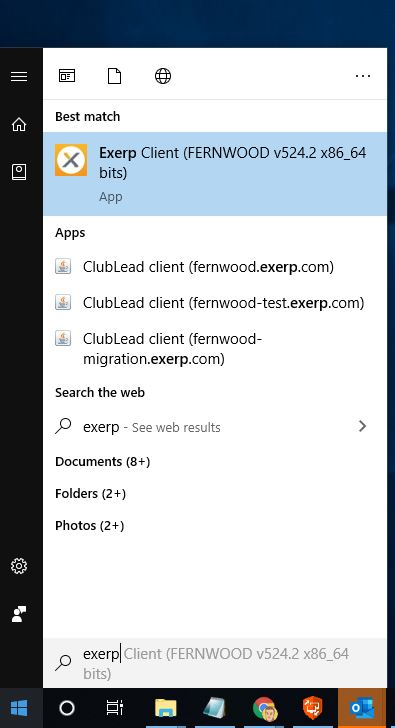 Best match
Exerp Client (FERNWOOD v524.2 x86_64
bits)
App
Apps
ClubLead client (fernwood.exerp.com)
ClubLead client (fernwood-test.exerp.com)
ClubLead client (fernwood-
migration.exerp.com)
Search the web
exerp - See web results
Documents (8+)
Folders (2+)
Photos (2+)
exerp Client (FERNWOOD v524.2 x86_64
bits)